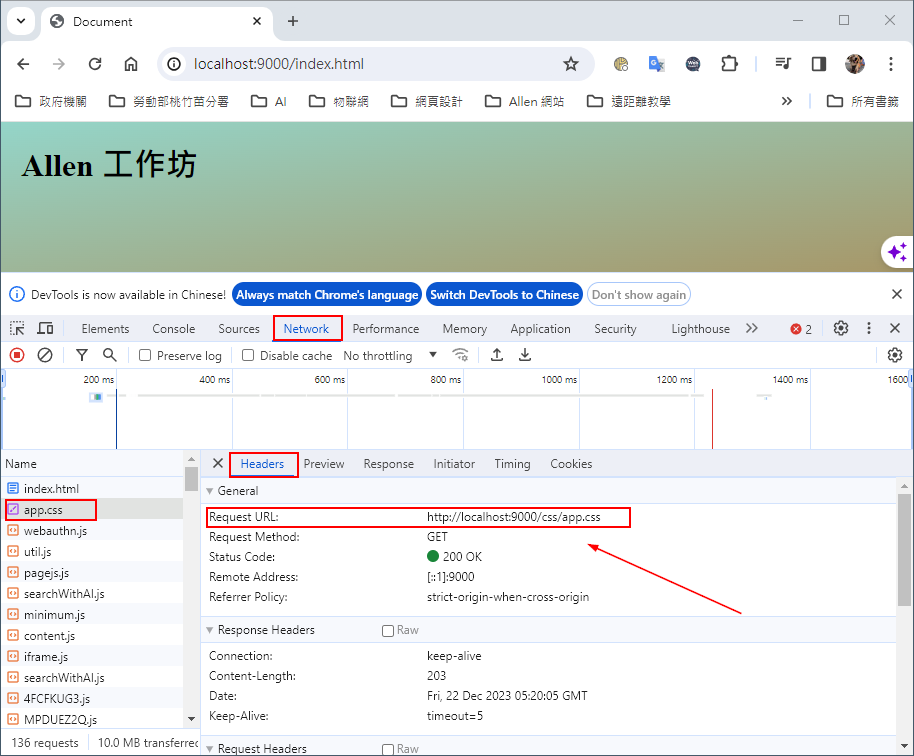 Document
localhost:9000/index.html
政府機關 勞動部桃竹苗分署 AI 物聯網 網頁設計 Allen 網站 遠距離教學 » 所有書籤
Allen 工作坊
DevTools is now available in Chinese! Always match Chrome's language Switch DevTools to Chinese Don't show again
Elements Console Sources Network Performance Memory Application Security Lighthouse » 2
Preserve log Disable cache No throttling
200 ms 400 ms 600 ms 800 ms 1000 ms 1200 ms 1400 ms 1600
Name Headers Preview Response Initiator Timing Cookies
index.html
app.css
webauthn.js
util.js
pagejs.js
searchWithAI.js
minimum.js
content.js
iframe.js
searchWithAI.js
4FCFKUG3.js
MPDUEZ2Q.js
136 requests 10.0 MB transferrec
General
Request URL: http://localhost:9000/css/app.css
Request Method: GET
Status Code: 200 OK
Remote Address: [::1]:9000
Referrer Policy: strict-origin-when-cross-origin
Response Headers Raw
Connection: keep-alive
Content-Length: 203
Date: Fri, 22 Dec 2023 05:20:05 GMT
Keep-Alive: timeout=5
Request Headers Raw